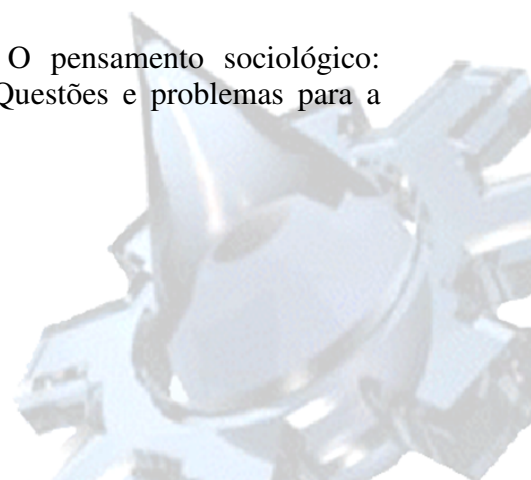 O pensamento sociológico:
Questões e problemas para a